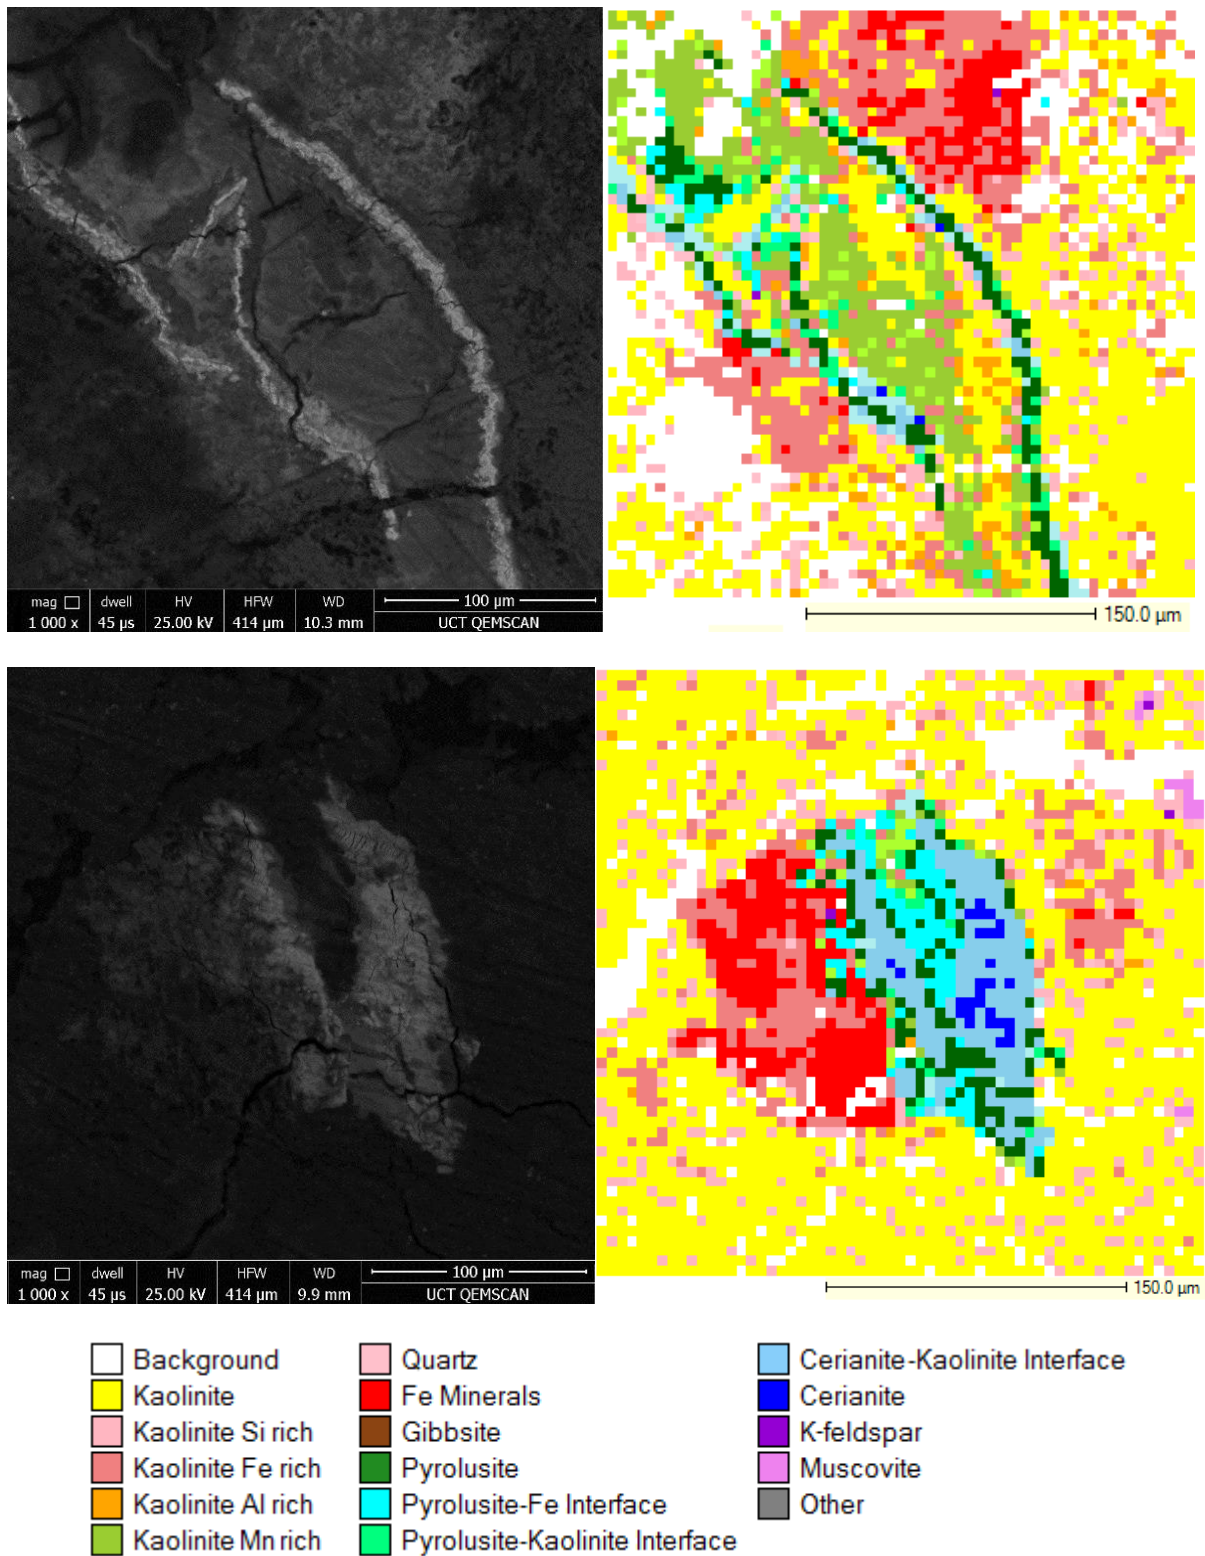 mag □ dwell HV HFW WD 100 µm
1 000 x 45 µs 25.00 kV 414 µm 10.3 mm UCT QEMSCAN
150.0 µm
mag □ dwell HV HFW WD 100 µm
1 000 x 45 µs 25.00 kV 414 µm 9.9 mm UCT QEMSCAN
150.0 µm
Background
Kaolinite
Kaolinite Si rich
Kaolinite Fe rich
Kaolinite Al rich
Kaolinite Mn rich
Quartz
Fe Minerals
Gibbsite
Pyrolusite
Pyrolusite-Fe Interface
Pyrolusite-Kaolinite Interface
Cerianite-Kaolinite Interface
Cerianite
K-feldspar
Muscovite
Other